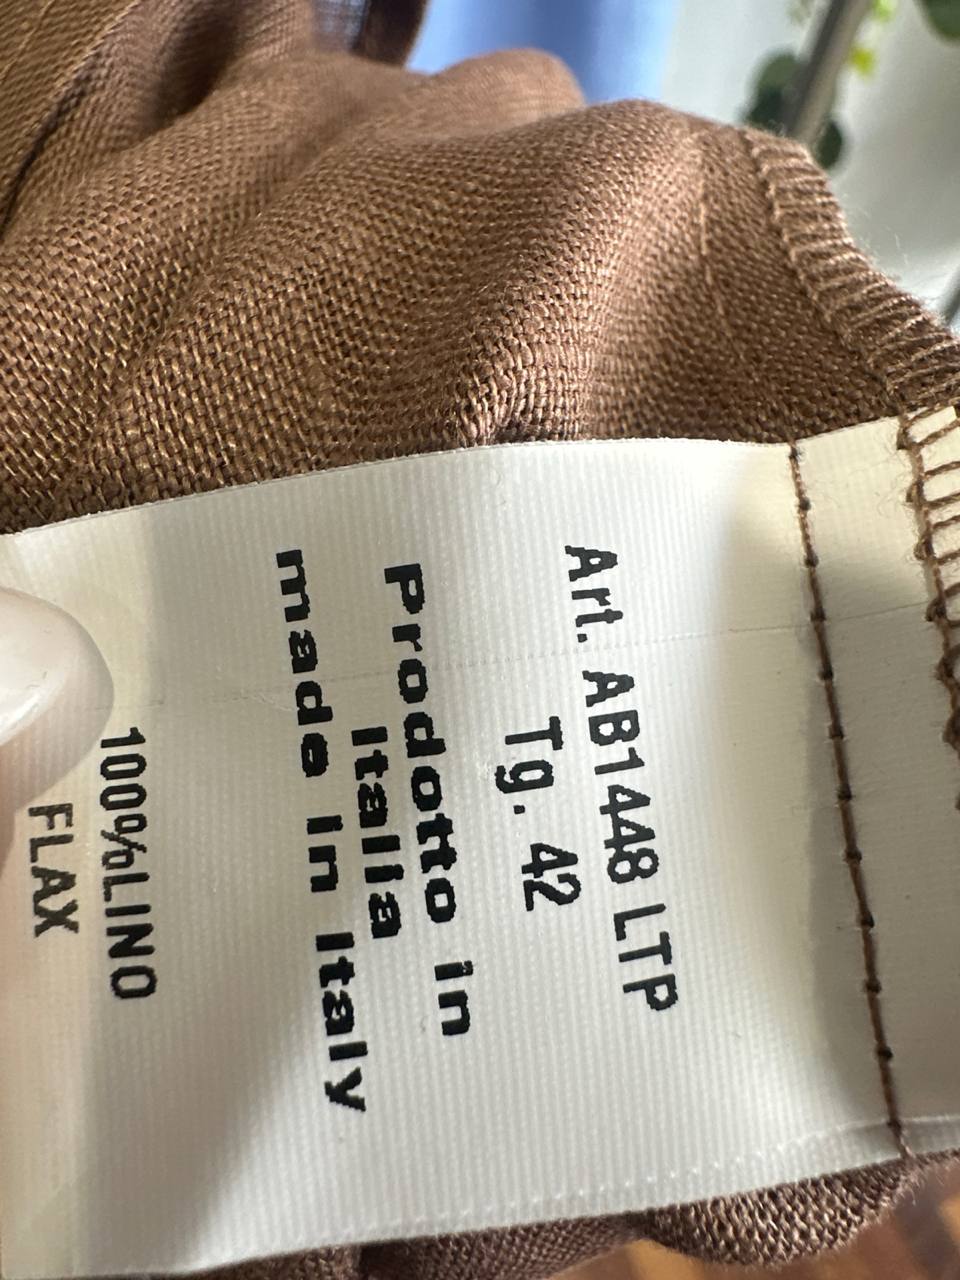 Art. AB1448 LTP
Tg. 42
Prodotto in
Italia
made in Italy
100%LINO
FLAX